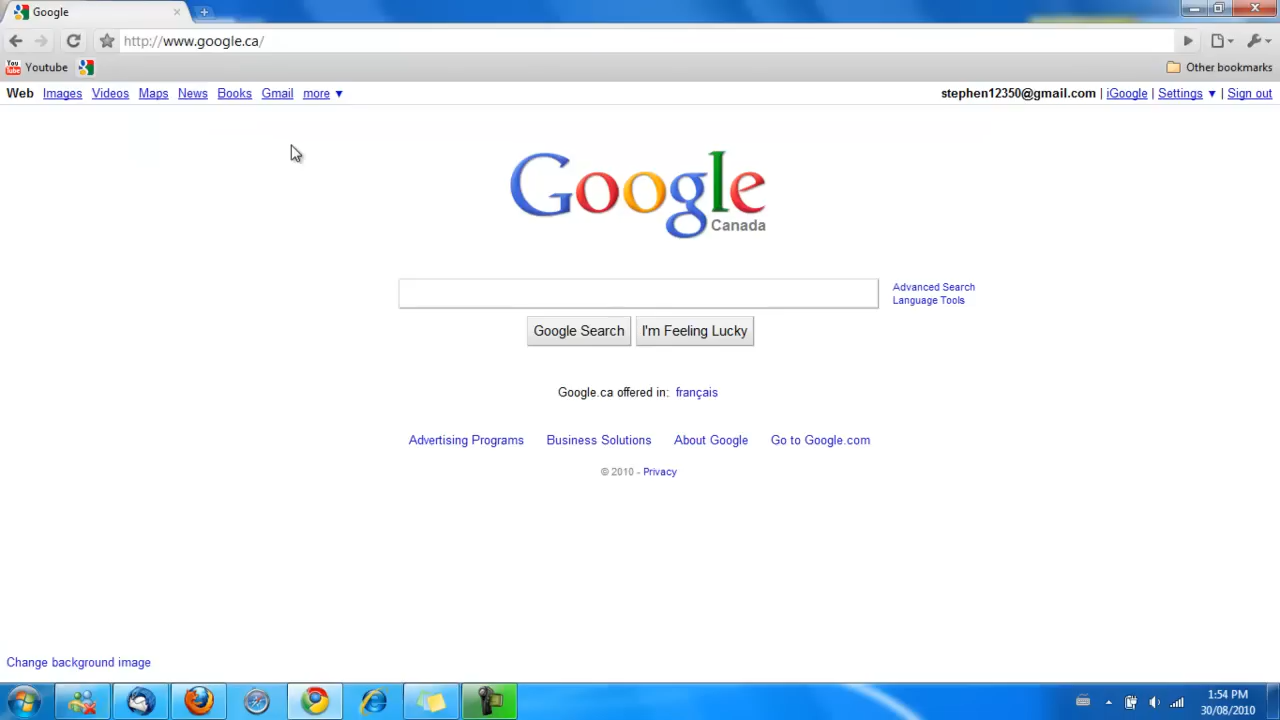 Google
http://www.google.ca/
You Tube Youtube Other bookmarks
Web Images Videos Maps News Books Gmail more ▼ stephen12350@gmail.com | iGoogle | Settings ▼ | Sign out
Google
Canada
Advanced Search
Language Tools
Google Search I'm Feeling Lucky
Google.ca offered in: français
Advertising Programs Business Solutions About Google Go to Google.com
© 2010 - Privacy
Change background image
1:54 PM
30/08/2010